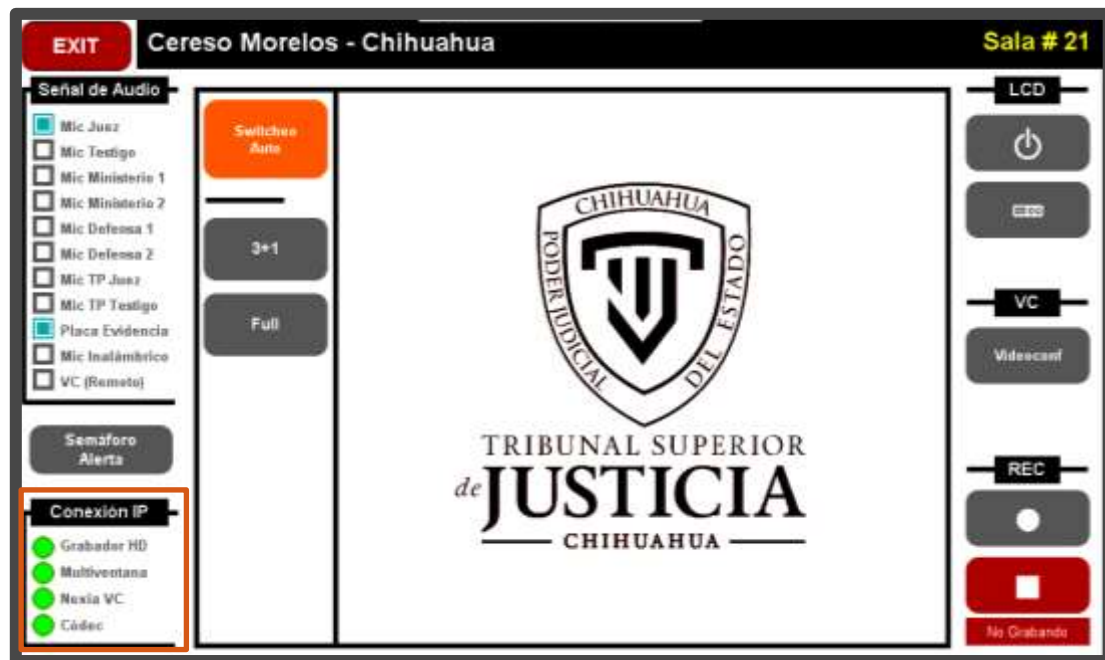 EXIT
Cereso Morelos - Chihuahua
Sala # 21
Señal de Audio
Mic Juez
Mic Testigo
Mic Ministerio 1
Mic Ministerio 2
Mic Defensa 1
Mic Defensa 2
Mic TP Juez
Mic TP Testigo
Placa Evidencia
Mic Inalámbrico
VC (Remoto)
Semáforo
Alerta
Conexión IP
Grabador HD
Multiventana
Nexia VC
Códec
Switcheo
Auto
3+1
Full
CHIHUAHUA
PODER JUDICIAL
DEL ESTADO
TRIBUNAL SUPERIOR
de JUSTICIA
CHIHUAHUA
LCD
VC
Videoconf
REC
No Grabando